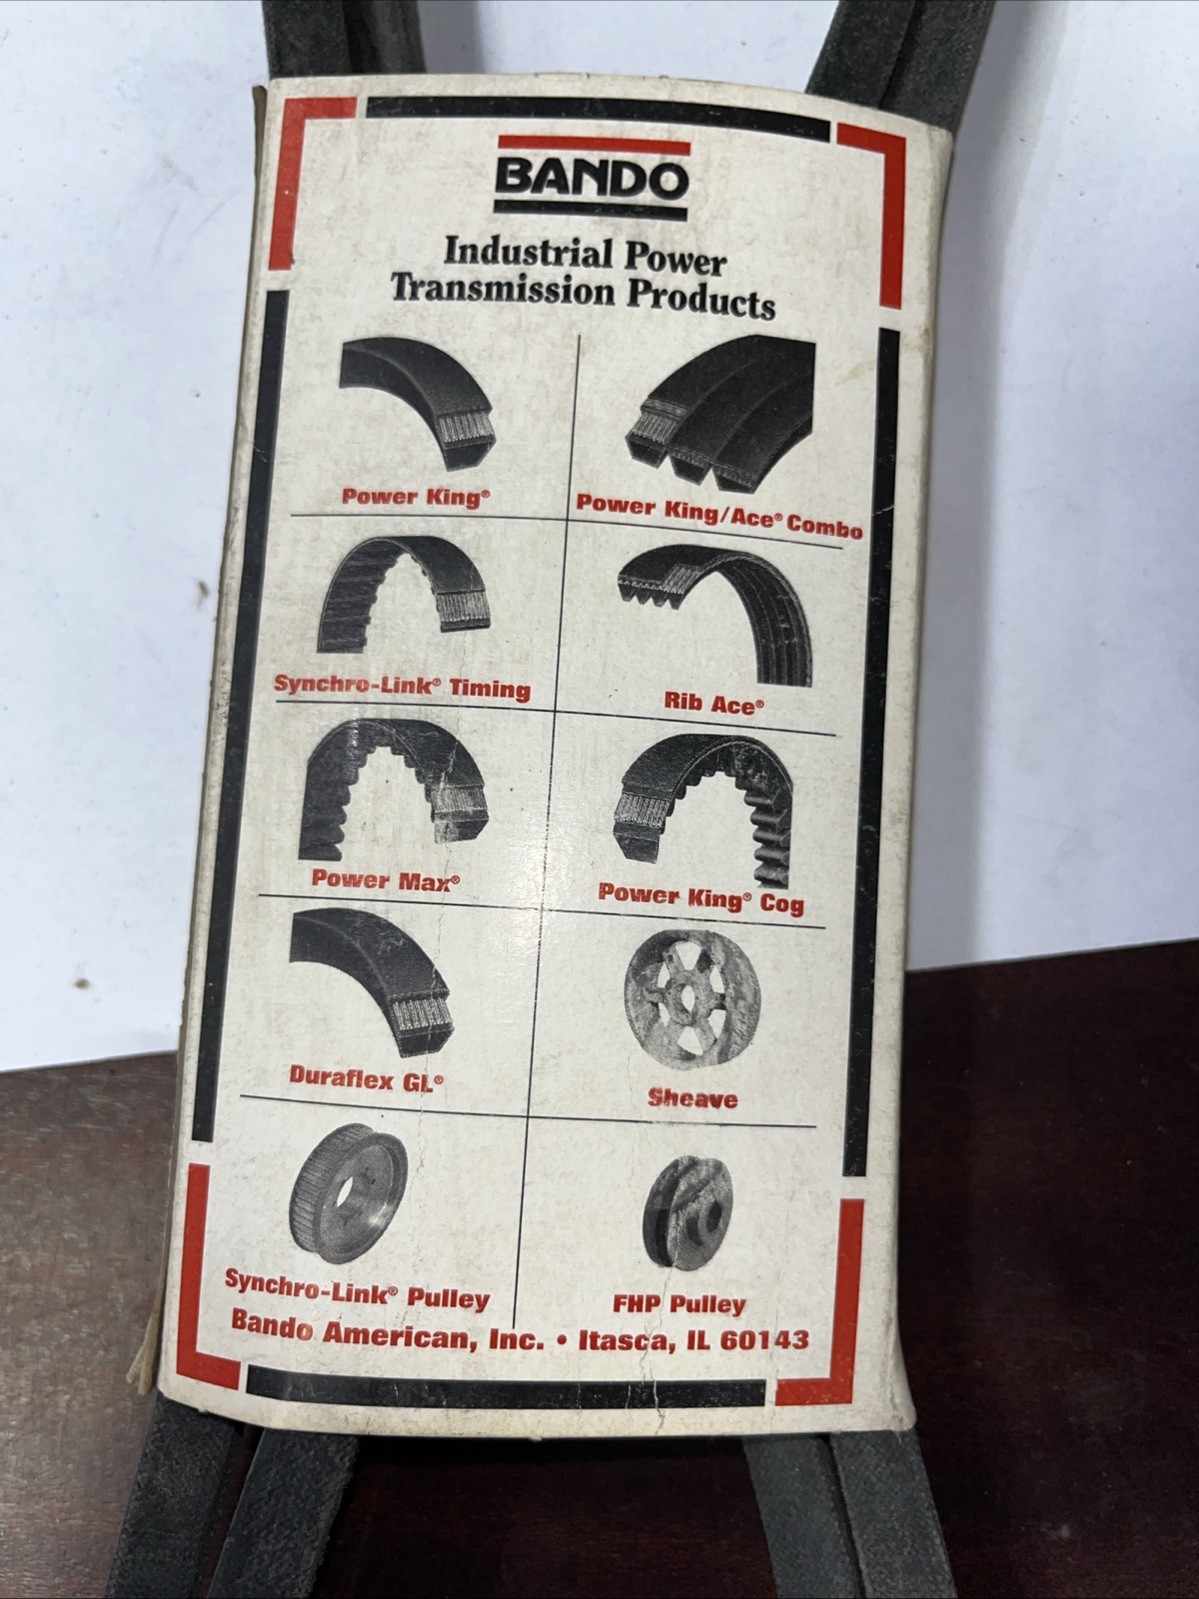 BANDO
Industrial Power
Transmission Products
Power King®
Power King/Ace® Combo
Synchro-Link® Timing
Rib Ace®
Power Max®
Power King® Cog
Duraflex GL®
Sheave
Synchro-Link® Pulley
FHP Pulley
Bando American, Inc. • Itasca, IL 60143